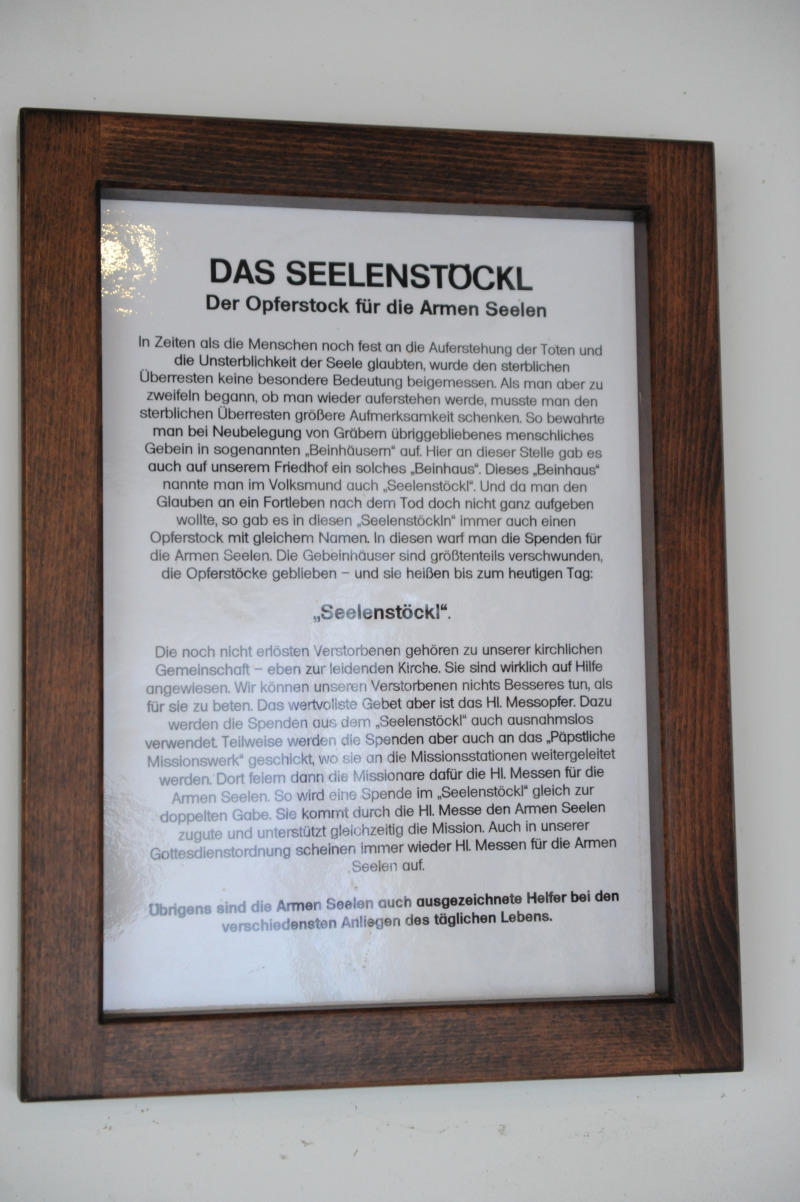 DAS SEELENSTÖCKL
Der Opferstock für die Armen Seelen
In Zeiten als die Menschen noch fest an die Auferstehung der Toten und
die Unsterblichkeit der Seele glaubten, wurde den sterblichen
Überresten keine besondere Bedeutung beigemessen. Als man aber zu
zweifeln begann, ob man wieder auferstehen werde, musste man den
sterblichen Überresten größere Aufmerksamkeit schenken. So bewahrte
man bei Neubelegung von Gräbern übriggebliebenes menschliches
Gebein in sogenannten „Beinhäusern“ auf. Hier an dieser Stelle gab es
auch auf unserem Friedhof ein solches „Beinhaus“. Dieses „Beinhaus“
nannte man im Volksmund auch „Seelenstöckl“. Und da man den
Glauben an ein Fortleben nach dem Tod doch nicht ganz aufgeben
wollte, so gab es in diesen „Seelenstöckln“ immer auch einen
Opferstock mit gleichem Namen. In diesen warf man die Spenden für
die Armen Seelen. Die Gebeinhäuser sind größtenteils verschwunden,
die Opferstöcke geblieben – und sie heißen bis zum heutigen Tag:
„Seelenstöckl“.
Die noch nicht erlösten Verstorbenen gehören zu unserer kirchlichen
Gemeinschaft – eben zur leidenden Kirche. Sie sind wirklich auf Hilfe
angewiesen. Wir können unseren Verstorbenen nichts Besseres tun, als
für sie zu beten. Das wertvollste Gebet aber ist das Hl. Messopfer. Dazu
werden die Spenden aus dem „Seelenstöckl“ auch ausnahmslos
verwendet. Teilweise werden die Spenden aber auch an das „Päpstliche
Missionswerk“ geschickt, wo sie an die Missionsstationen weitergeleitet
werden. Dort feiern dann die Missionare dafür die Hl. Messen für die
Armen Seelen. So wird eine Spende im „Seelenstöckl“ gleich zur
doppelten Gabe. Sie kommt durch die Hl. Messe den Armen Seelen
zugute und unterstützt gleichzeitig die Mission. Auch in unserer
Gottesdienstordnung scheinen immer wieder Hl. Messen für die Armen
Seelen auf.
Übrigens sind die Armen Seelen auch ausgezeichnete Helfer bei den
verschiedensten Anliegen des täglichen Lebens.